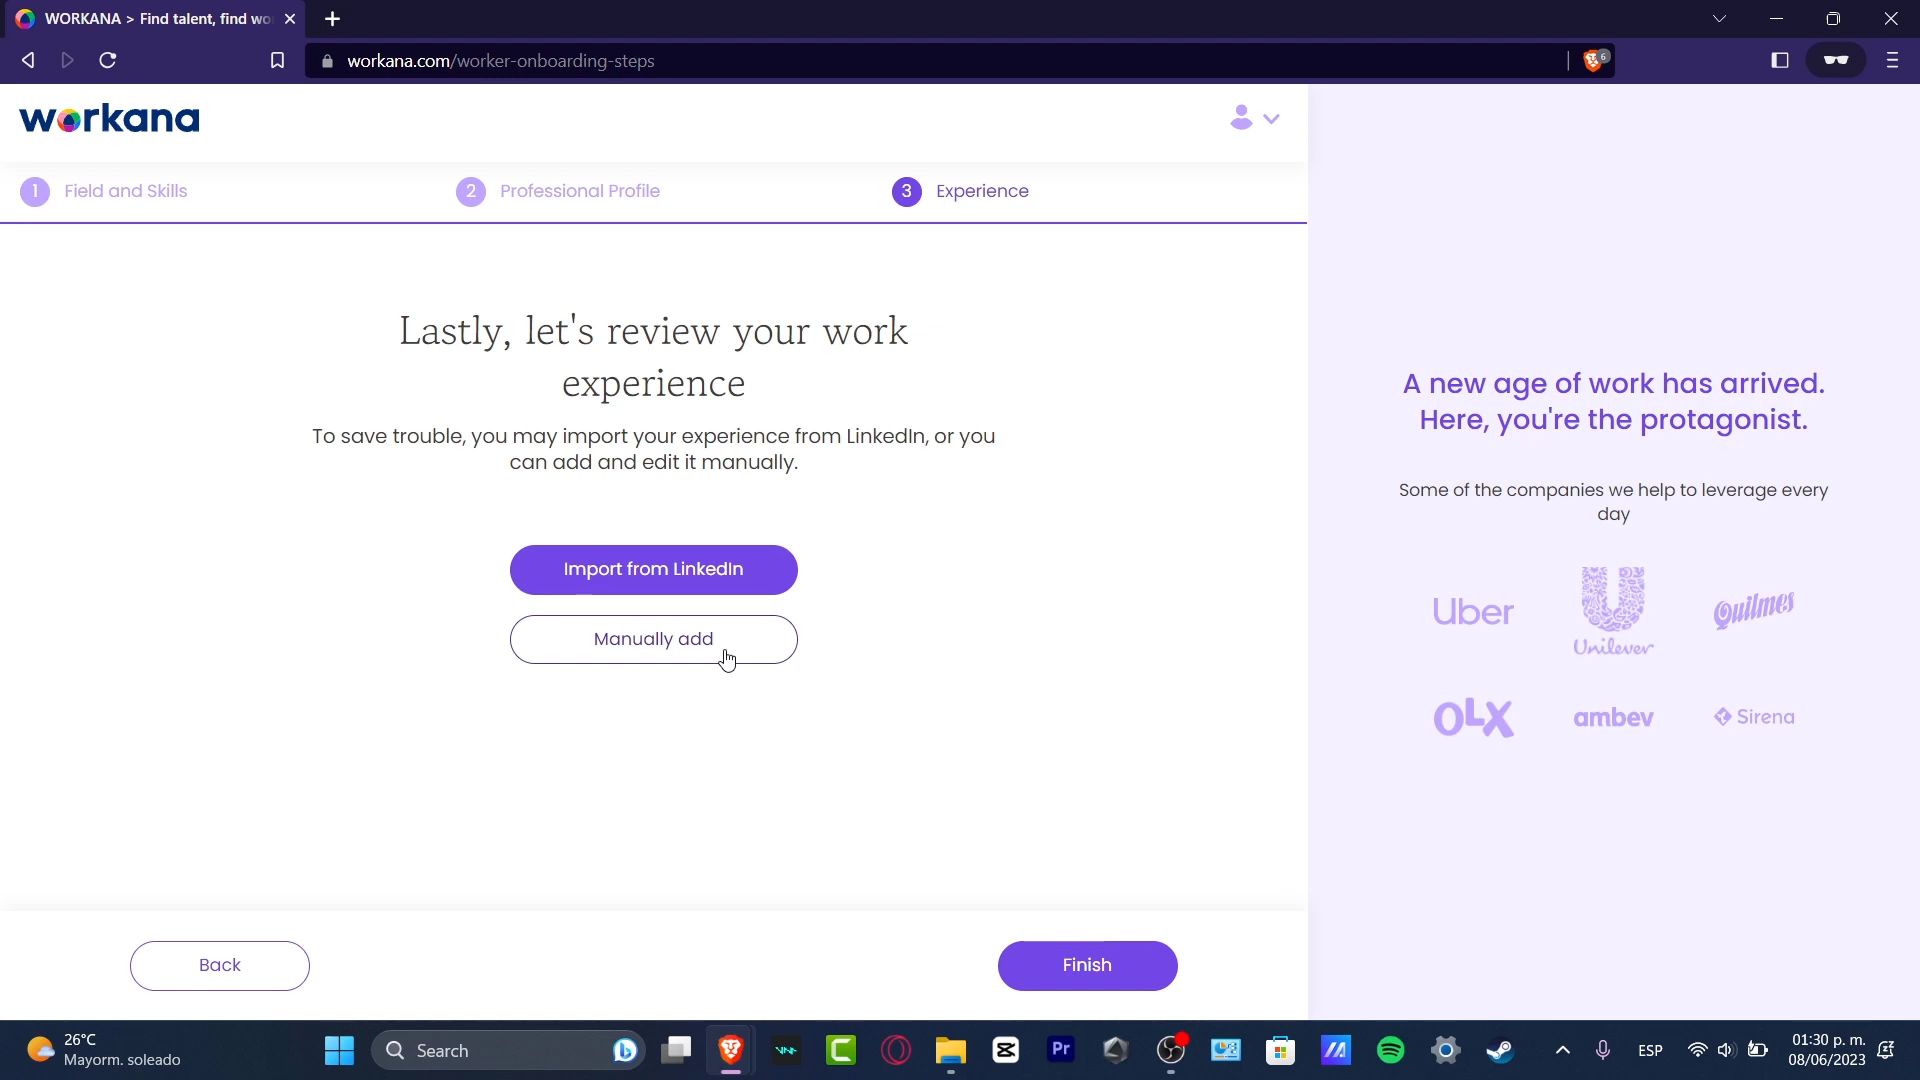 WORKANA > Find talent, find wo
workana.com/worker-onboarding-steps
6
workana
1 Field and Skills
2 Professional Profile
3 Experience
Lastly, let's review your work
experience
To save trouble, you may import your experience from LinkedIn, or you
can add and edit it manually.
Import from LinkedIn
Manually add
Back
Finish
A new age of work has arrived.
Here, you're the protagonist.
Some of the companies we help to leverage every
day
Uber
Unilever
Quilmes
OLX
ambev
Sirena
26°C
Mayorm. soleado
Search
Pr
ESP
01:30 p. m.
08/06/2023